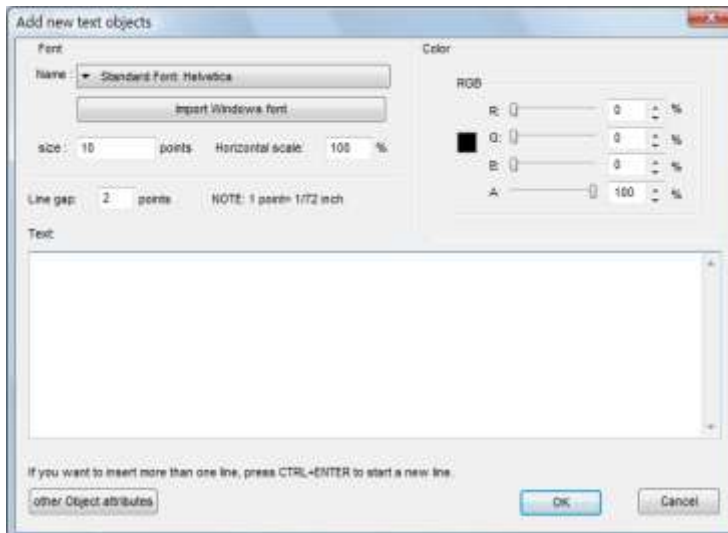 Add new text objects
Font
Name : Standard Font: Helvetica
Import Windows font
size : 10 points Horizontal scale: 100 %
Line gap: 2 points NOTE: 1 point= 1/72 inch
Color
RGB
R: 0 %
G: 0 %
B: 0 %
A: 100 %
Text:
If you want to insert more than one line, press CTRL+ENTER to start a new line.
other Object attributes
OK
Cancel